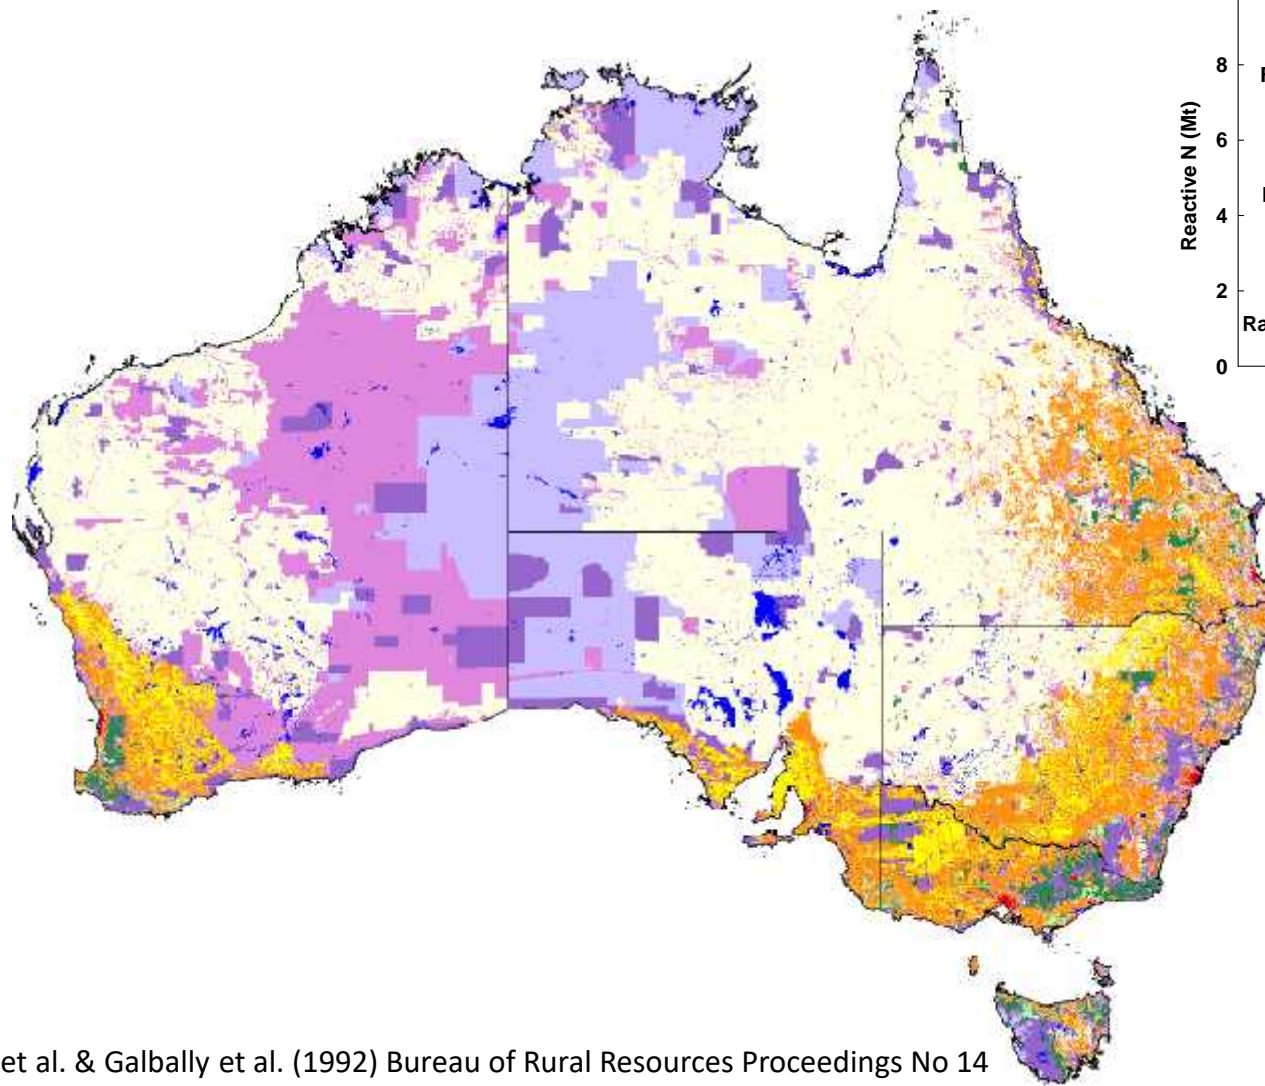 8
6
4
2
0
Reactive N (Mt)
Ra
et al. & Galbally et al. (1992) Bureau of Rural Resources Proceedings No 14